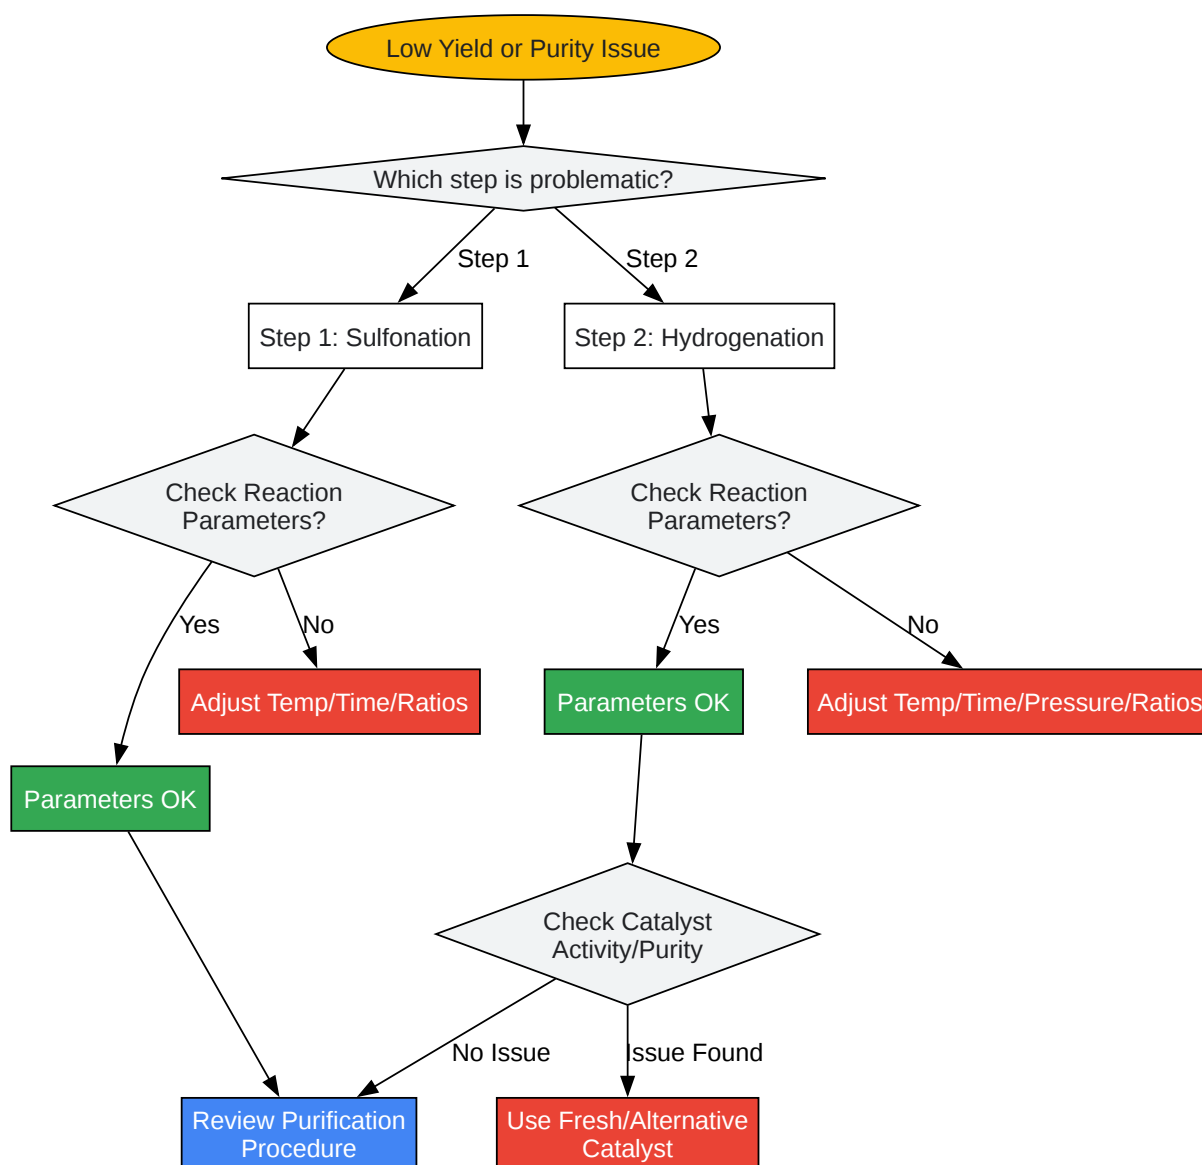 Low Yield or Purity Issue
Which step is problematic?
Step 1
Step 2
Step 1: Sulfonation
Step 2: Hydrogenation
Check Reaction
Parameters?
Check Reaction
Parameters?
Yes
No
Yes
No
Adjust Temp/Time/Ratios
Parameters OK
Adjust Temp/Time/Pressure/Ratios
Parameters OK
Check Catalyst
Activity/Purity
No Issue
Issue Found
Review Purification
Procedure
Use Fresh/Alternative
Catalyst